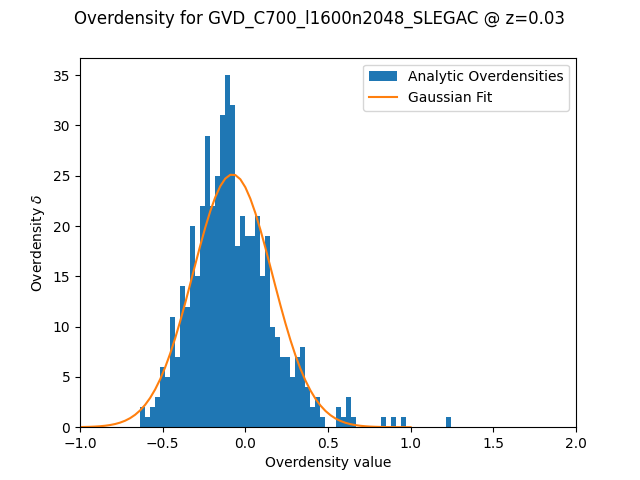 Overdensity for GVD_C700_l1600n2048_SLEGAC @ z=0.03
Analytic Overdensities
Gaussian Fit
Overdensity δ
35
30
25
20
15
10
5
0
−1.0 −0.5 0.0 0.5 1.0 1.5 2.0
Overdensity value